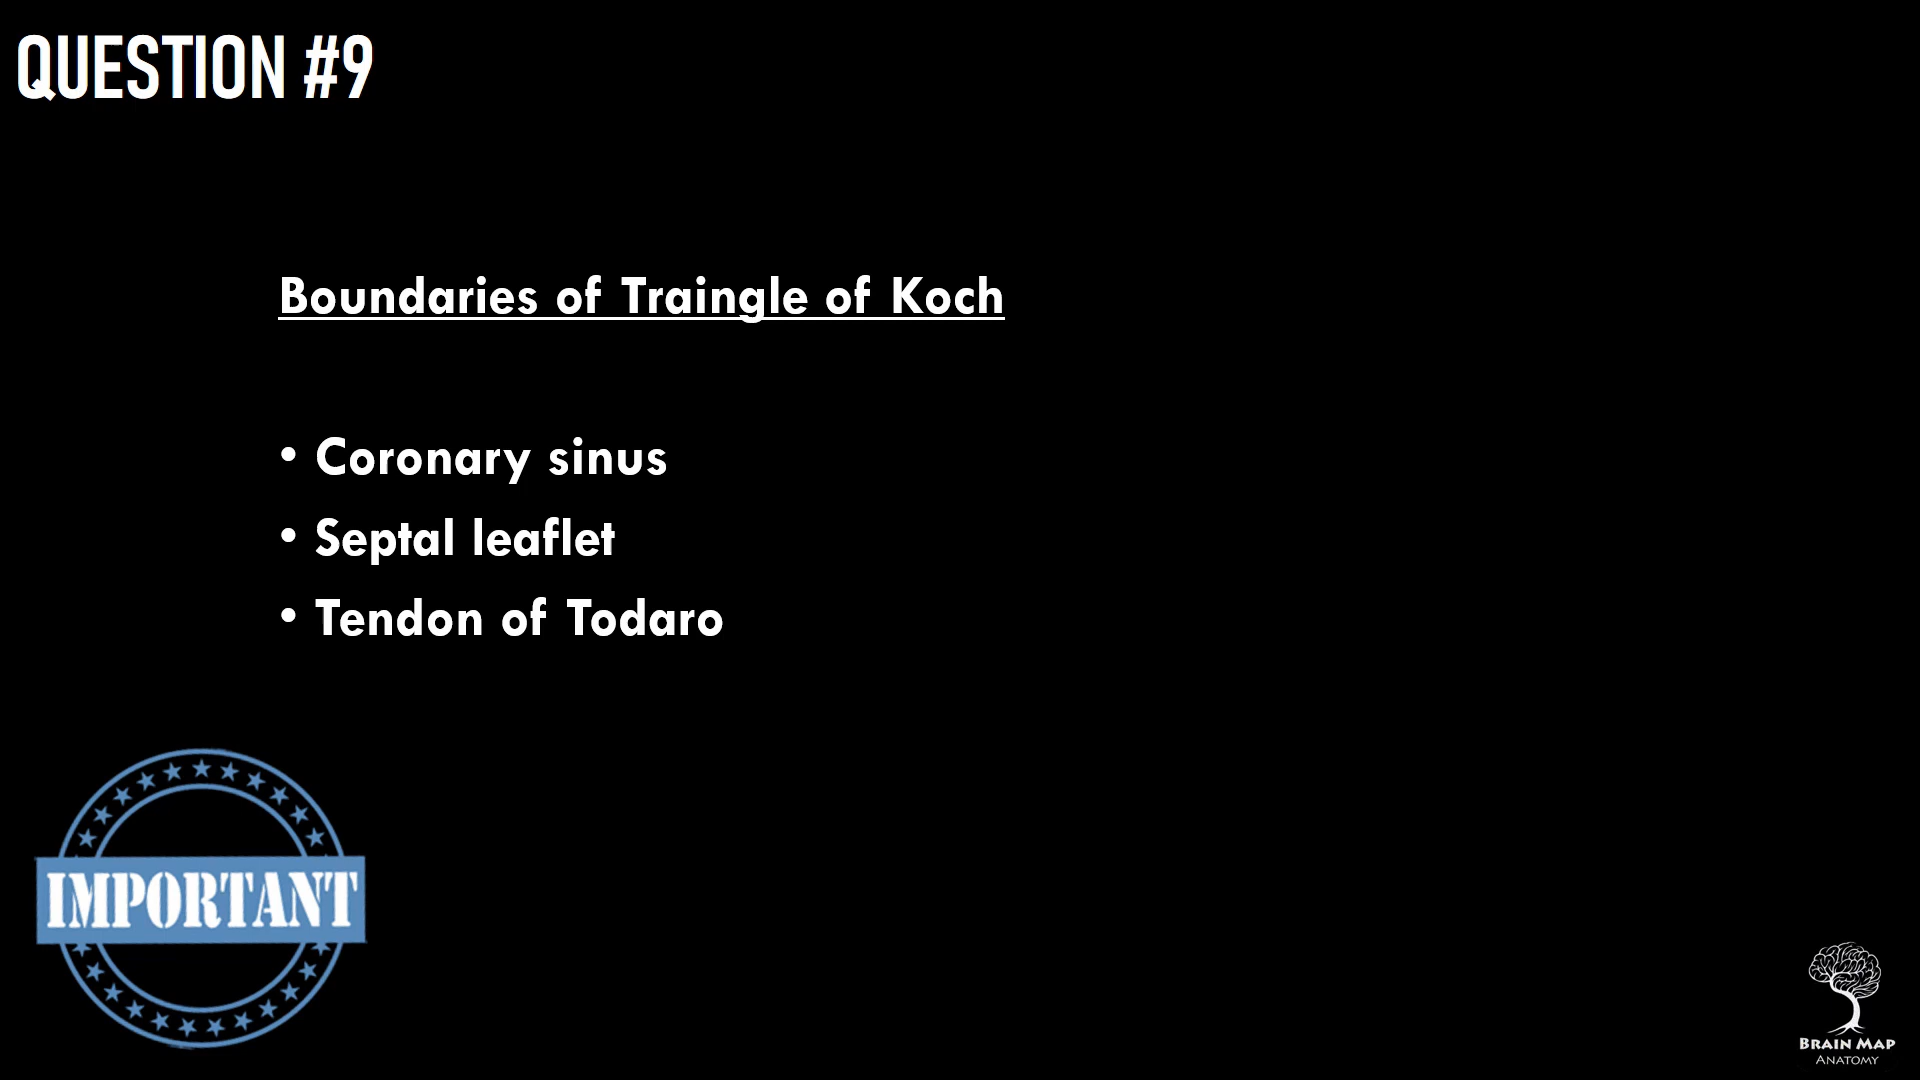 QUESTION #9
Boundaries of Traingle of Koch
• Coronary sinus
• Septal leaflet
• Tendon of Todaro
IMPORTANT
BRAIN MAP
ANATOMY